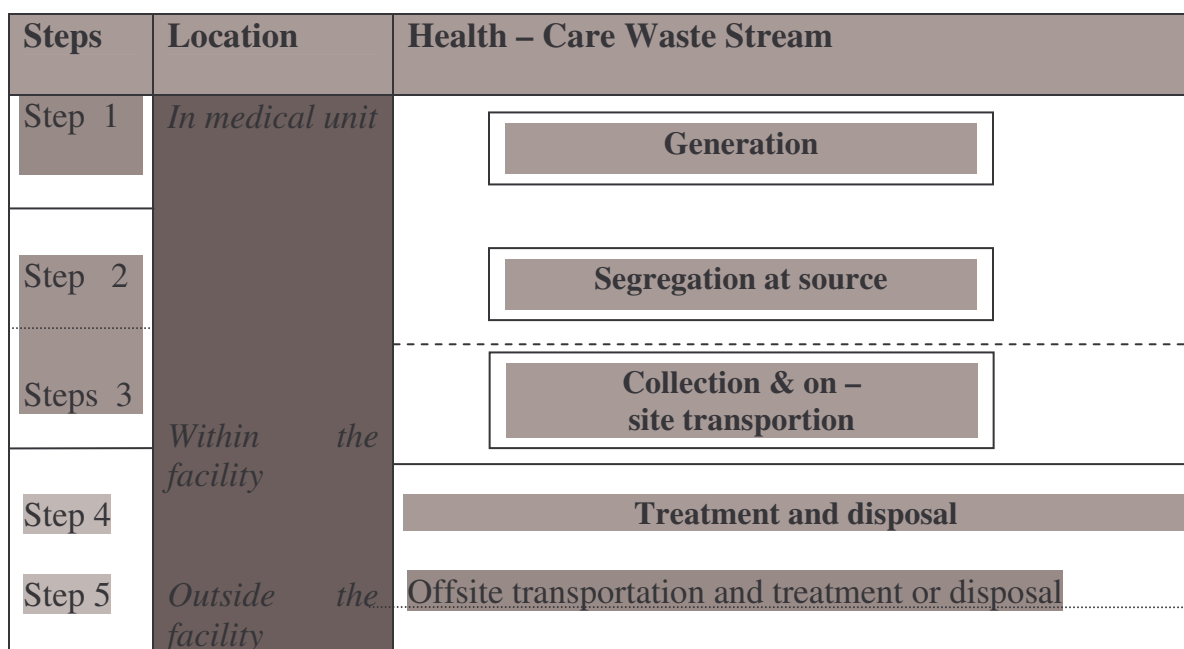 Steps Location Health – Care Waste Stream
Step 1 In medical unit
Generation
Step 2
Segregation at source
Steps 3
Collection & on –
site transportion
Within the
facility
Step 4
Treatment and disposal
Step 5 Outside the Offsite transportation and treatment or disposal
facility